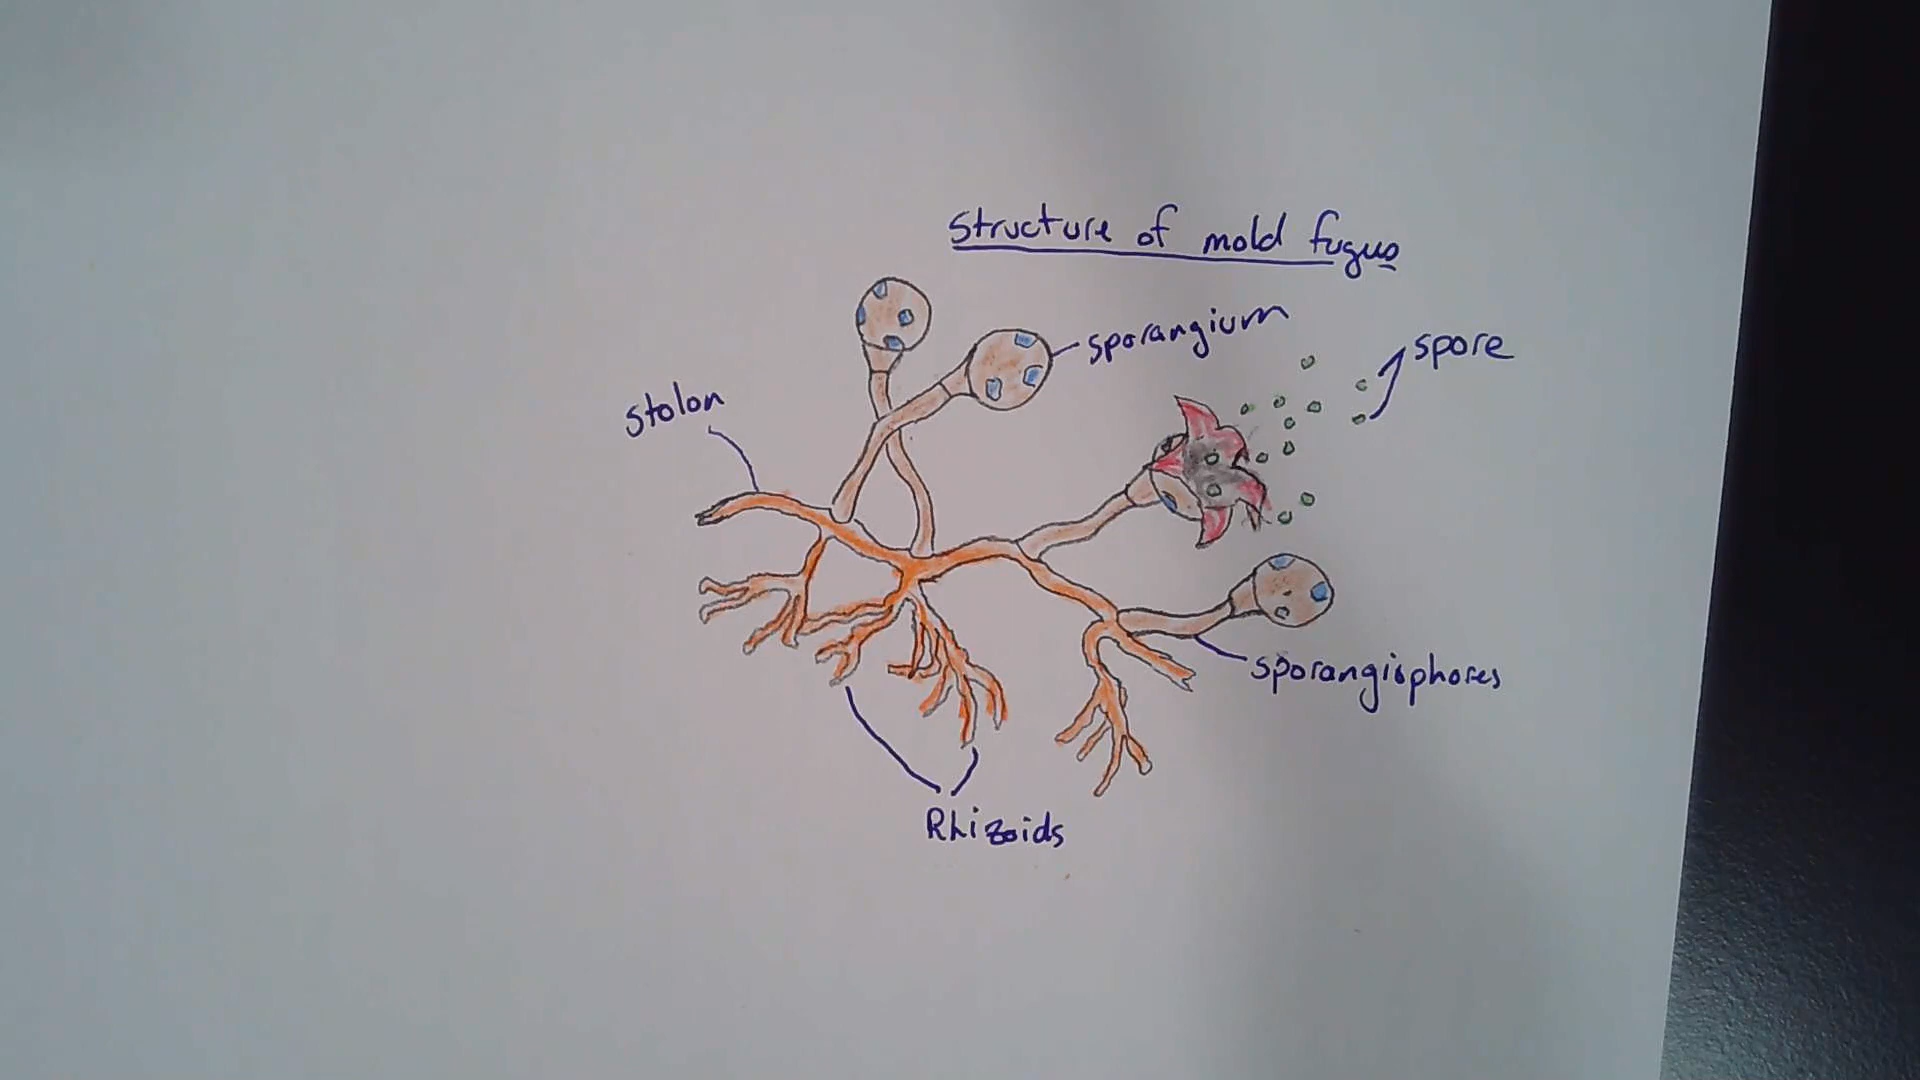 Structure of mold fugus
sporangium
spore
stolon
sporangiophores
Rhizoids